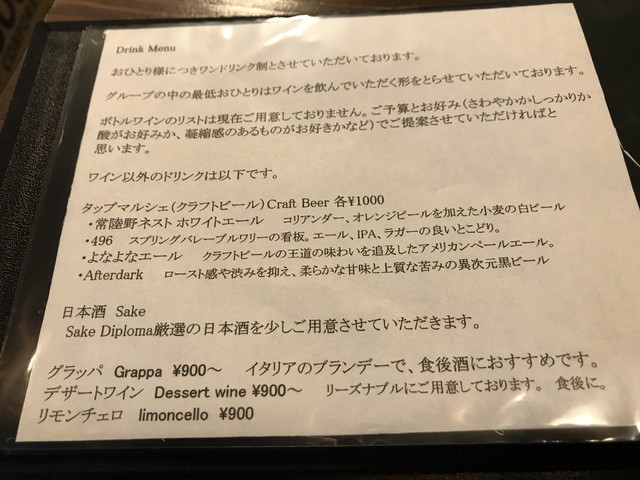 Drink Menu
おひとり様につきワンドリンク制とさせていただいております。
グループの中の最低おひとりはワインを飲んでいただく形をとらせていただいております。
ボトルワインのリストは現在ご用意しておりません。ご予算とお好み(さわやかかしっかりか
酸がお好みか、凝縮感のあるものがお好きかなど)でご提案させていただければと
思います。
ワイン以外のドリンクは以下です。
タップマルシェ(クラフトビール)Craft Beer 各¥1000
・常陸野ネスト ホワイトエール コリアンダー、オレンジピールを加えた小麦の白ビール
・496 スプリングバレーブルワリーの看板。エール、IPA、ラガーの良いとこどり。
・よなよなエール クラフトビールの王道の味わいを追及したアメリカンペールエール。
・Afterdark ロースト感や渋みを抑え、柔らかな甘味と上質な苦みの異次元黒ビール
日本酒 Sake
Sake Diploma厳選の日本酒を少しご用意させていただきます。
グラッパ Grappa ¥900～ イタリアのブランデーで、食後酒におすすめです。
デザートワイン Dessert wine ¥900～ リーズナブルにご用意しております。 食後に。
リモンチェロ limoncello ¥900